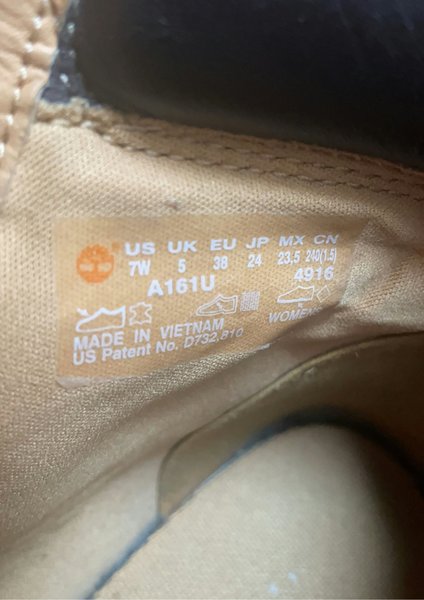 US UK EU JP MX CN
7W 5 38 24 23.5 240(1.5)
A161U 4916
WOMEN'S
MADE IN VIETNAM
US Patent No. D732,810